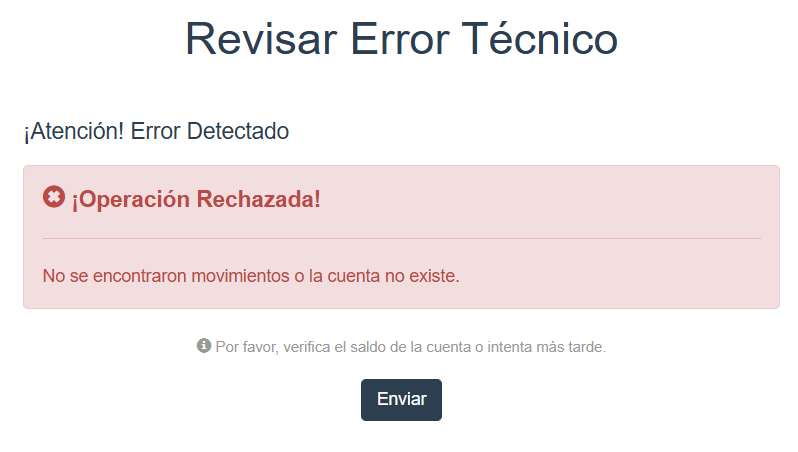 Revisar Error Técnico
¡Atención! Error Detectado
¡Operación Rechazada!
No se encontraron movimientos o la cuenta no existe.
Por favor, verifica el saldo de la cuenta o intenta más tarde.
Enviar